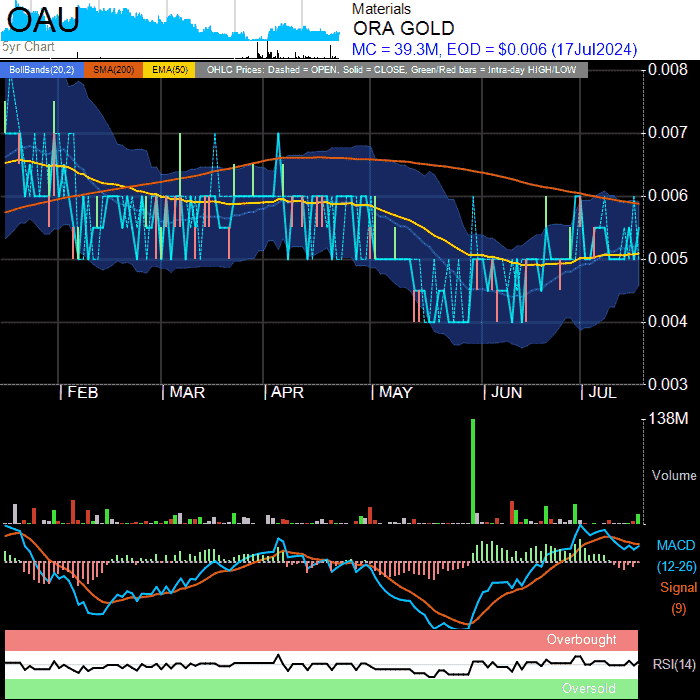 OAU
5yr Chart
Materials
ORA GOLD
MC = 39.3M, EOD = $0.006 (17Jul2024)
BollBands(20,2) SMA(200) EMA(50) OHLC Prices: Dashed = OPEN, Solid = CLOSE, Green/Red bars = Intra-day HIGH/LOW
0.008
0.007
0.006
0.005
0.004
0.003
FEB MAR APR MAY JUN JUL
138M
Volume
MACD
(12-26)
Signal
(9)
Overbought
RSI(14)
Oversold